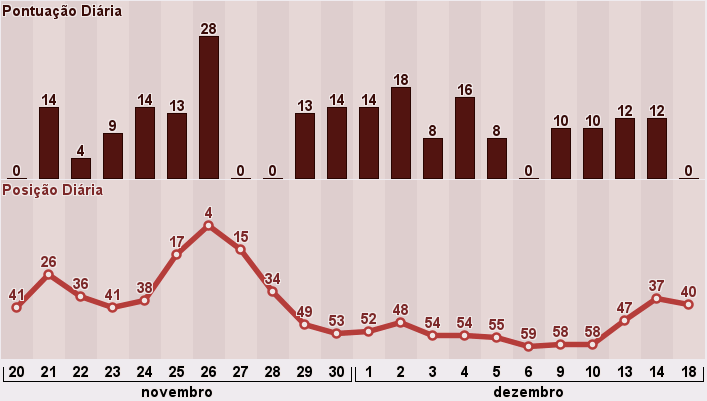 Pontuação Diária
0 14 4 9 14 13 28 0 0 13 14 14 18 8 16 8 0 10 10 12 12 0
Posição Diária
41 26 36 41 38 17 4 15 34 49 53 52 48 54 54 55 59 58 58 47 37 40
20 21 22 23 24 25 26 27 28 29 30 1 2 3 4 5 6 9 10 13 14 18
novembro dezembro